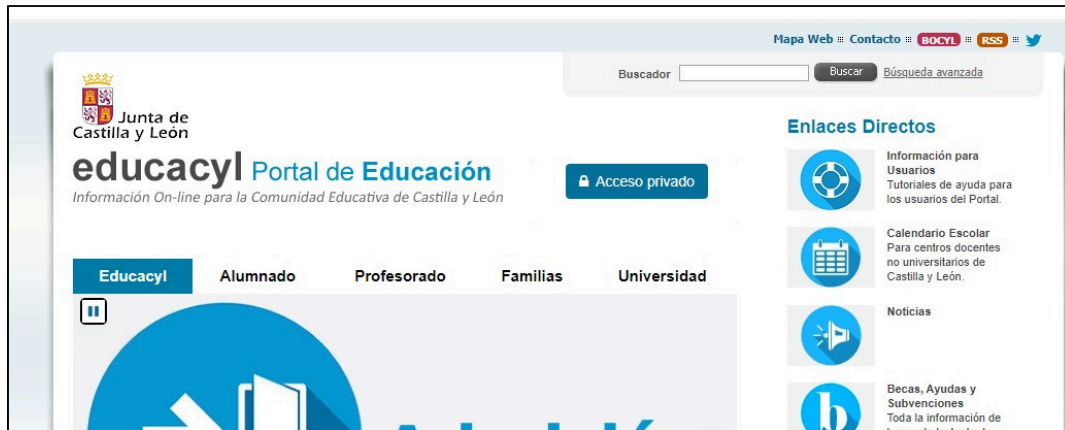 Mapa Web :: Contacto :: BOCYL :: RSS ::
Buscador Buscar Búsqueda avanzada
Junta de
Castilla y León
educacyl Portal de Educación
Información On-line para la Comunidad Educativa de Castilla y León
Acceso privado
Educacyl Alumnado Profesorado Familias Universidad
Enlaces Directos
Información para
Usuarios
Tutoriales de ayuda para
los usuarios del Portal.
Calendario Escolar
Para centros docentes
no universitarios de
Castilla y León.
Noticias
b
Becas, Ayudas y
Subvenciones
Toda la información de